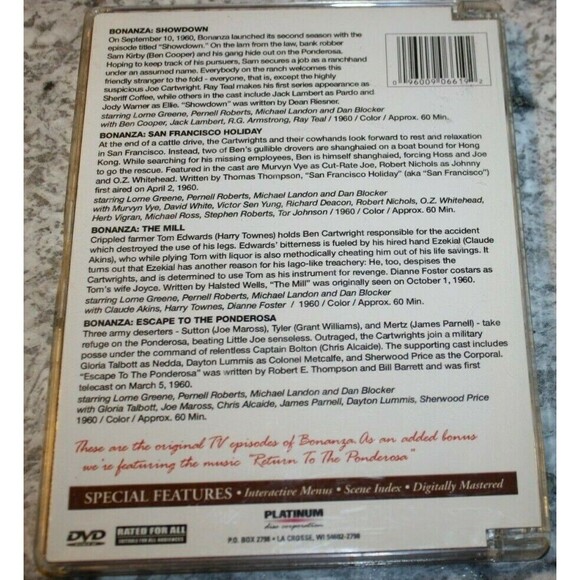 BONANZA: SHOWDOWN
On September 10, 1960, Bonanza launched its second season with the
episode titled "Showdown." On the lam from the law, bank robber
Sam Kirby (Ben Cooper) and his gang hide out on the Ponderosa.
Hoping to keep track of his pursuers, Sam secures a job as a ranchhand
under an assumed name. Everybody on the ranch welcomes this
friendly stranger to the fold - everyone, that is, except the highly
suspicious Joe Cartwright. Ray Teal makes his first series appearance as
Sheriff Coffee, while others in the cast include Jack Lambert as Pardo and
Jody Warner as Ellie. "Showdown" was written by Dean Riesner.
starring Lorne Greene, Pernell Roberts, Michael Landon and Dan Blocker
with Ben Cooper, Jack Lambert, R.G. Armstrong, Ray Teal / 1960 / Color / Approx. 60 Min.
0 96009 06619 2
BONANZA: SAN FRANCISCO HOLIDAY
At the end of a cattle drive, the Cartwrights and their cowhands look forward to rest and relaxation
in San Francisco. Instead, two of Ben's gullible drovers are shanghaied on a boat bound for Hong
Kong. While searching for his missing employees, Ben is himself shanghaied, forcing Hoss and Joe
to go the rescue. Featured in the cast are Murvyn Vye as Cut-Rate Joe, Robert Nichols as Johnny
and O.Z. Whitehead. Written by Thomas Thompson, "San Francisco Holiday" (aka "San Francisco")
first aired on April 2, 1960.
starring Lorne Greene, Pernell Roberts, Michael Landon and Dan Blocker
with Murvyn Vye, David White, Victor Sen Yung, Richard Deacon, Robert Nichols, O.Z. Whitehead,
Herb Vigran, Michael Ross, Stephen Roberts, Tor Johnson / 1960 / Color / Approx. 60 Min.
BONANZA: THE MILL
Crippled farmer Tom Edwards (Harry Townes) holds Ben Cartwright responsible for the accident
which destroyed the use of his legs. Edwards' bitterness is fueled by his hired hand Ezekial (Claude
Akins), who while plying Tom with liquor is also methodically cheating him out of his life savings. It
turns out that Ezekial has another reason for his Iago-like treachery: He, too, despises the
Cartwrights, and is determined to use Tom as his instrument for revenge. Dianne Foster costars as
Tom's wife Joyce. Written by Halsted Wells, "The Mill" was originally seen on October 1, 1960.
starring Lorne Greene, Pernell Roberts, Michael Landon and Dan Blocker
with Claude Akins, Harry Townes, Dianne Foster / 1960 / Color / Approx. 60 Min.
BONANZA: ESCAPE TO THE PONDEROSA
Three army deserters - Sutton (Joe Maross), Tyler (Grant Williams), and Mertz (James Parnell) - take
refuge on the Ponderosa, beating Little Joe senseless. Outraged, the Cartwrights join a military
posse under the command of relentless Captain Bolton (Chris Alcaide). The supporting cast includes
Gloria Talbott as Nedda, Dayton Lummis as Colonel Metcalfe, and Sherwood Price as the Corporal.
"Escape To The Ponderosa" was written by Robert E. Thompson and Bill Barrett and was first
telecast on March 5, 1960.
starring Lorne Greene, Pernell Roberts, Michael Landon and Dan Blocker
with Gloria Talbott, Joe Maross, Chris Alcaide, James Parnell, Dayton Lummis, Sherwood Price
1960 / Color / Approx. 60 Min.
These are the original TV episodes of Bonanza. As an added bonus
we're featuring the music "Return To The Ponderosa"
SPECIAL FEATURES • Interactive Menus • Scene Index • Digitally Mastered
DVD
RATED FOR ALL
SUITABLE FOR ALL AUDIENCES
PLATINUM
disc corporation
P.O. BOX 2798 • LA CROSSE, WI 54602-2798